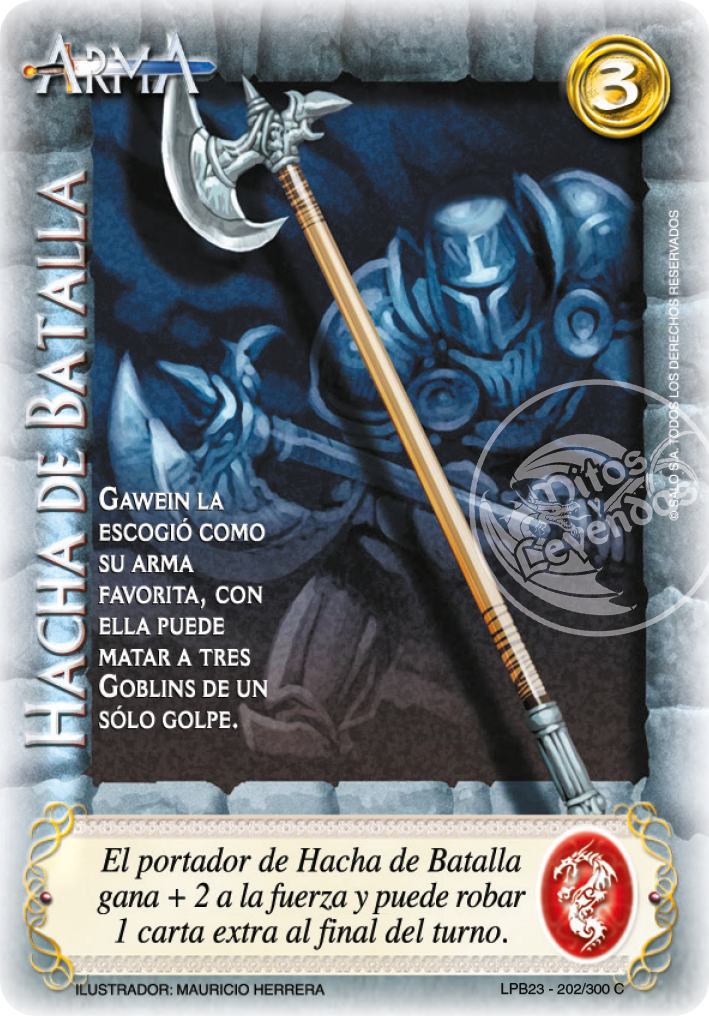 ARMA
3
HACHA DE BATALLA
© SALO S.A. TODOS LOS DERECHOS RESERVADOS
Mitos
y
Leyendas
GAWEIN LA
ESCOGIÓ COMO
SU ARMA
FAVORITA, CON
ELLA PUEDE
MATAR A TRES
GOBLINS DE UN
SÓLO GOLPE.
El portador de Hacha de Batalla
gana + 2 a la fuerza y puede robar
1 carta extra al final del turno.
ILUSTRADOR: MAURICIO HERRERA
LPB23 - 202/300 C